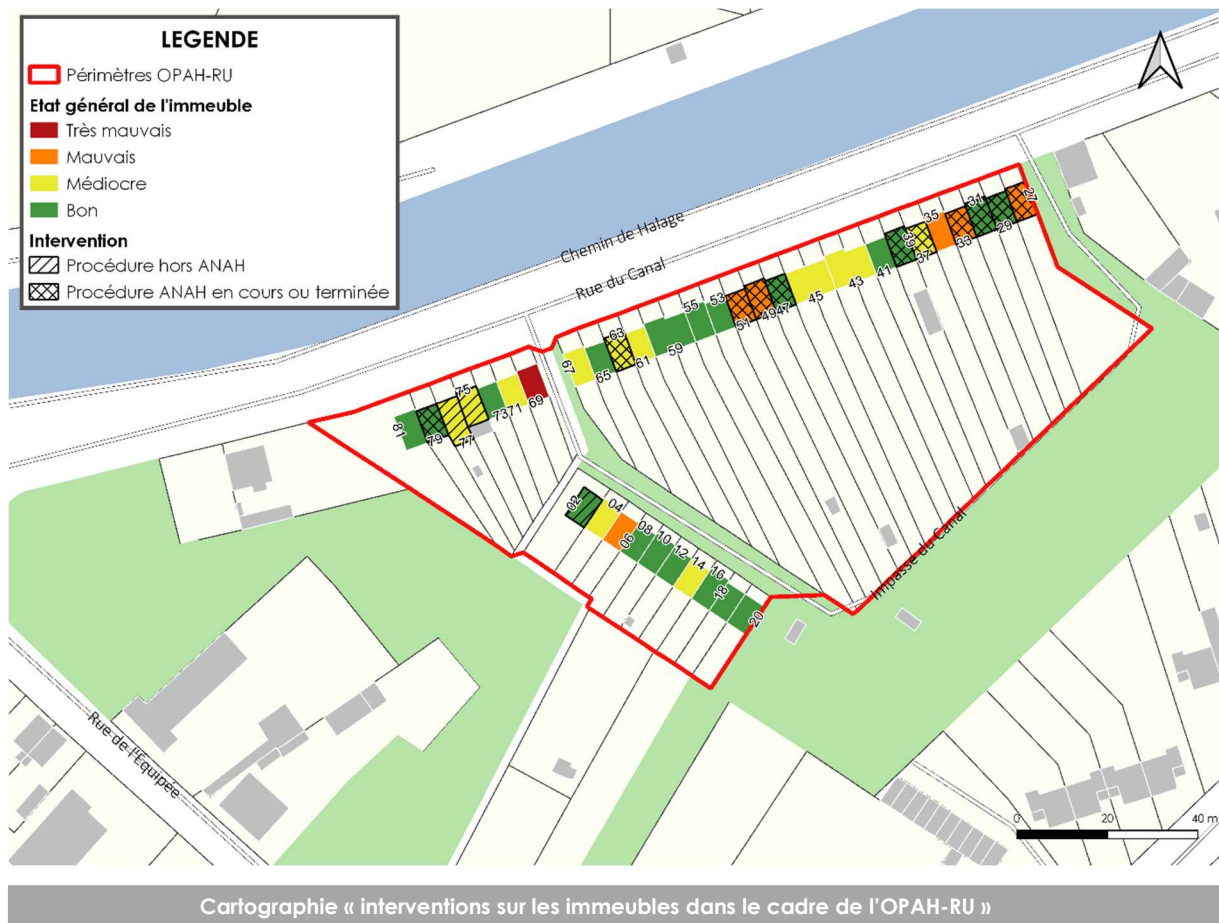 LEGENDE
Périmètres OPAH-RU
Etat général de l'immeuble
Très mauvais
Mauvais
Médiocre
Bon
Intervention
Procédure hors ANAH
Procédure ANAH en cours ou terminée
Chemin de Halage
Rue du Canal
27
29
31
33
35
37
39
41
43
45
47
49
51
53
55
59
61
63
65
67
69
71
73
75
77
79
81
02
04
06
08
10
12
14
16
18
20
Impasse du Canal
Rue de l'Equipée
0 20 40 m
Cartographie « interventions sur les immeubles dans le cadre de l'OPAH-RU »